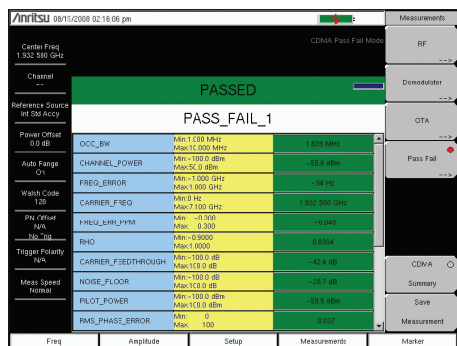 Anritsu 08/15/2008 02:16:06 pm
Measurements
CDMA Pass Fail Mode
Center Freq
1.932 500 GHz
Channel
--
Reference Source
Int Std Accy
Power Offset
0.0 dB
Auto Range
On
Walsh Code
128
PN Offset
N/A
No Trig
Trigger Polarity
N/A
Meas Speed
Normal
PASSED
PASS_FAIL_1
OCC_BW Min: 1.000 MHz Max: 10.000 MHz 1.839 MHz
CHANNEL_POWER Min: -100.0 dBm Max: 50.0 dBm -55.6 dBm
FREQ_ERROR Min: -1.000 GHz Max: 1.000 GHz -94 Hz
CARRIER_FREQ Min: 0 Hz Max: 7.100 GHz 1.932 500 GHz
FREQ_ERR_PPM Min: -0.300 Max: 0.300 -0.048
RHO Min: -0.9000 Max: 1.0000 0.8304
CARRIER_FEEDTHROUGH Min: -100.0 dB Max: 100.0 dB -42.4 dB
NOISE_FLOOR Min: -100.0 dB Max: 100.0 dB -28.7 dB
PILOT_POWER Min: -100.0 dBm Max: 100.0 dBm -59.5 dBm
RMS_PHASE_ERROR Min: 0 Max: 100 0.037
RF
-->
Demodulator
-->
OTA
-->
Pass Fail
-->
CDMA
Summary
Save
Measurement
Freq Amplitude Setup Measurements Marker